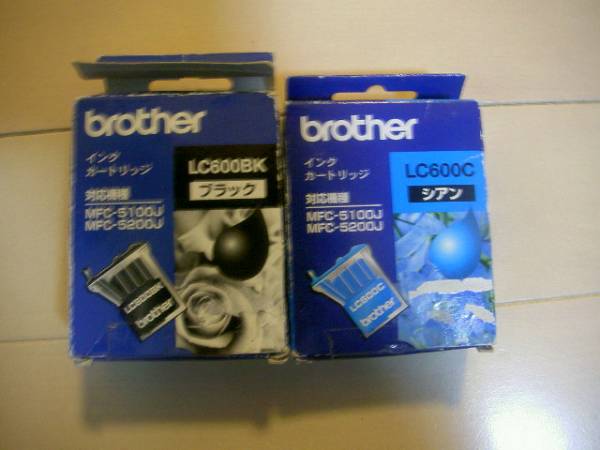 brother
インク
カートリッジ
LC600BK
ブラック
対応機種
MFC-5100J
MFC-5200J
LC600BK
brother
brother
インク
カートリッジ
LC600C
シアン
対応機種
MFC-5100J
MFC-5200J
LC600C
brother